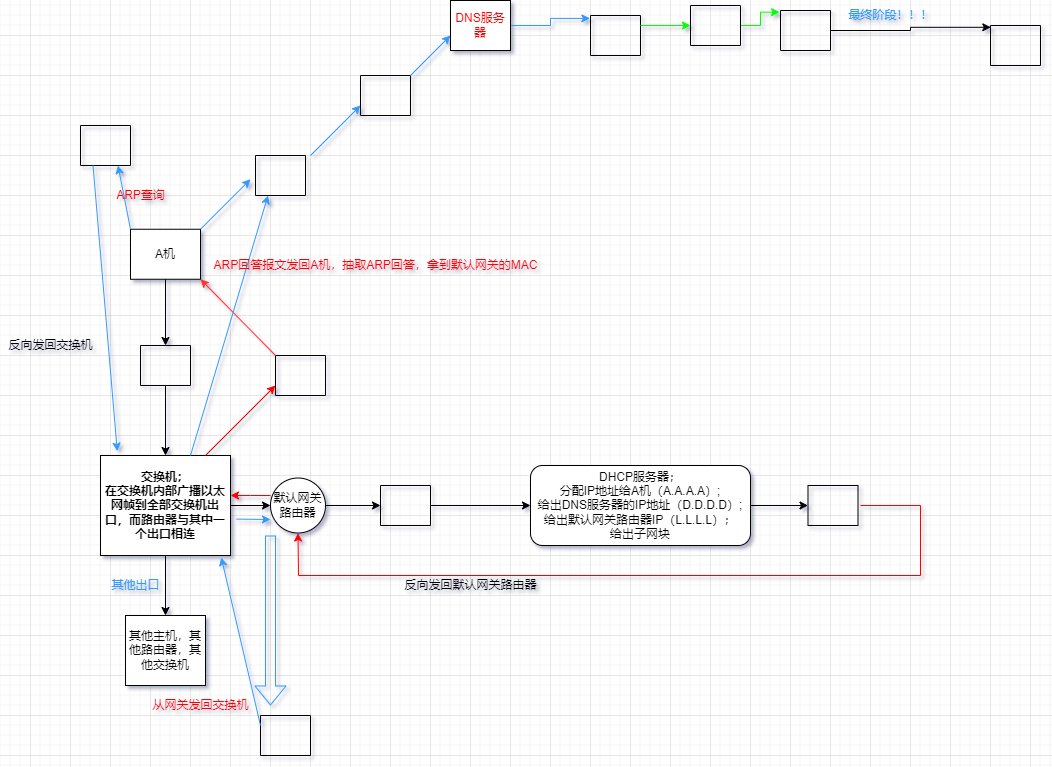 DNS服务
器
最终阶段！！！
ARP查询
A机
ARP回答报文发回A机，抽取ARP回答，拿到默认网关的MAC
反向发回交换机
交换机；
在交换机内部广播以太
网帧到全部交换机出
口，而路由器与其中一
个出口相连
默认网关
路由器
DHCP服务器；
分配IP地址给A机（A.A.A.A）;
给出DNS服务器的IP地址（D.D.D.D）;
给出默认网关路由器IP（L.L.L.L）；
给出子网块
其他出口
反向发回默认网关路由器
其他主机，其
他路由器，其
他交换机
从网关发回交换机